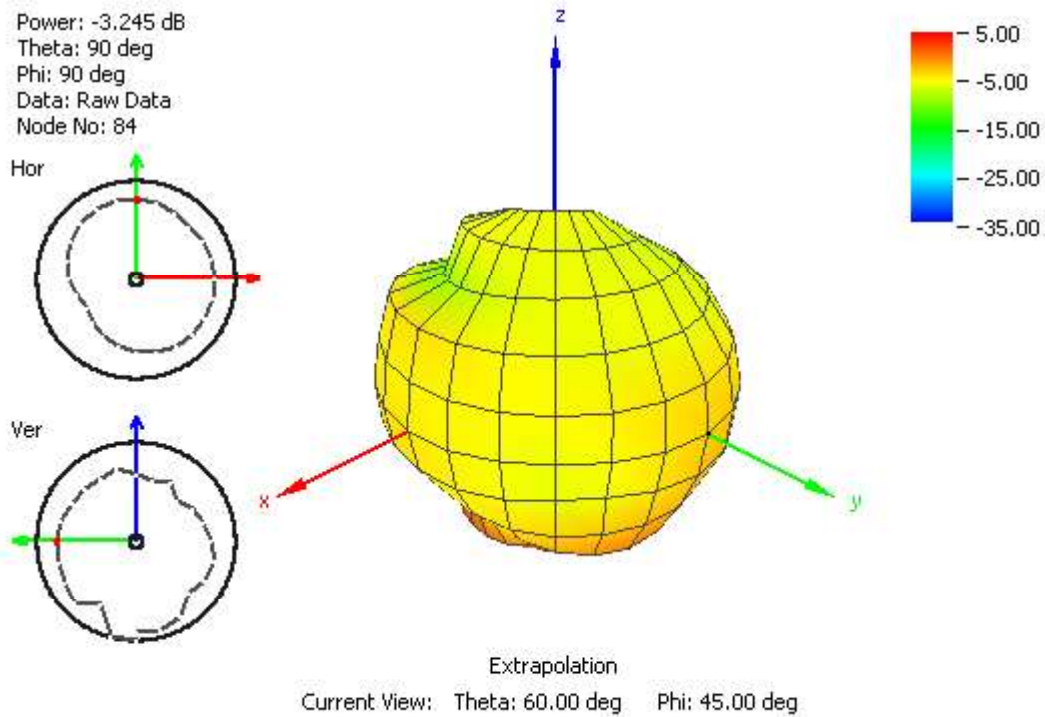 Power: -3.245 dB
Theta: 90 deg
Phi: 90 deg
Data: Raw Data
Node No: 84
Hor
Ver
z
x
y
5.00
-5.00
-15.00
-25.00
-35.00
Extrapolation
Current View: Theta: 60.00 deg Phi: 45.00 deg